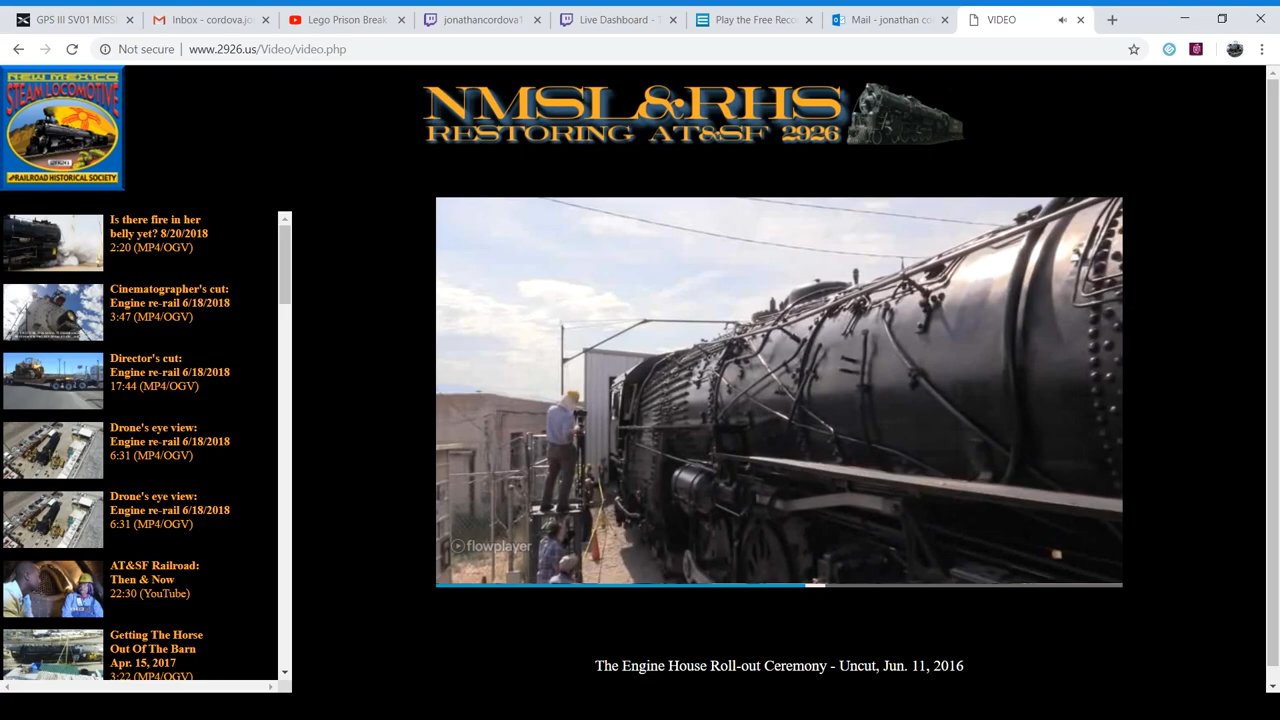 GPS III SV01 MISSI
Inbox - cordova.jo
Lego Prison Break
jonathancordova1
Live Dashboard - T
Play the Free Reco
Mail - jonathan co
VIDEO
Not secure | www.2926.us/Video/video.php
NEW MEXICO
STEAM LOCOMOTIVE
AND RAILROAD HISTORICAL SOCIETY
NMSL&RHS
RESTORING AT&SF 2926
Is there fire in her
belly yet? 8/20/2018
2:20 (MP4/OGV)
Cinematographer's cut:
Engine re-rail 6/18/2018
3:47 (MP4/OGV)
Director's cut:
Engine re-rail 6/18/2018
17:44 (MP4/OGV)
Drone's eye view:
Engine re-rail 6/18/2018
6:31 (MP4/OGV)
Drone's eye view:
Engine re-rail 6/18/2018
6:31 (MP4/OGV)
AT&SF Railroad:
Then & Now
22:30 (YouTube)
Getting The Horse
Out Of The Barn
Apr. 15, 2017
3:22 (MP4/OGV)
flowplayer
The Engine House Roll-out Ceremony - Uncut, Jun. 11, 2016